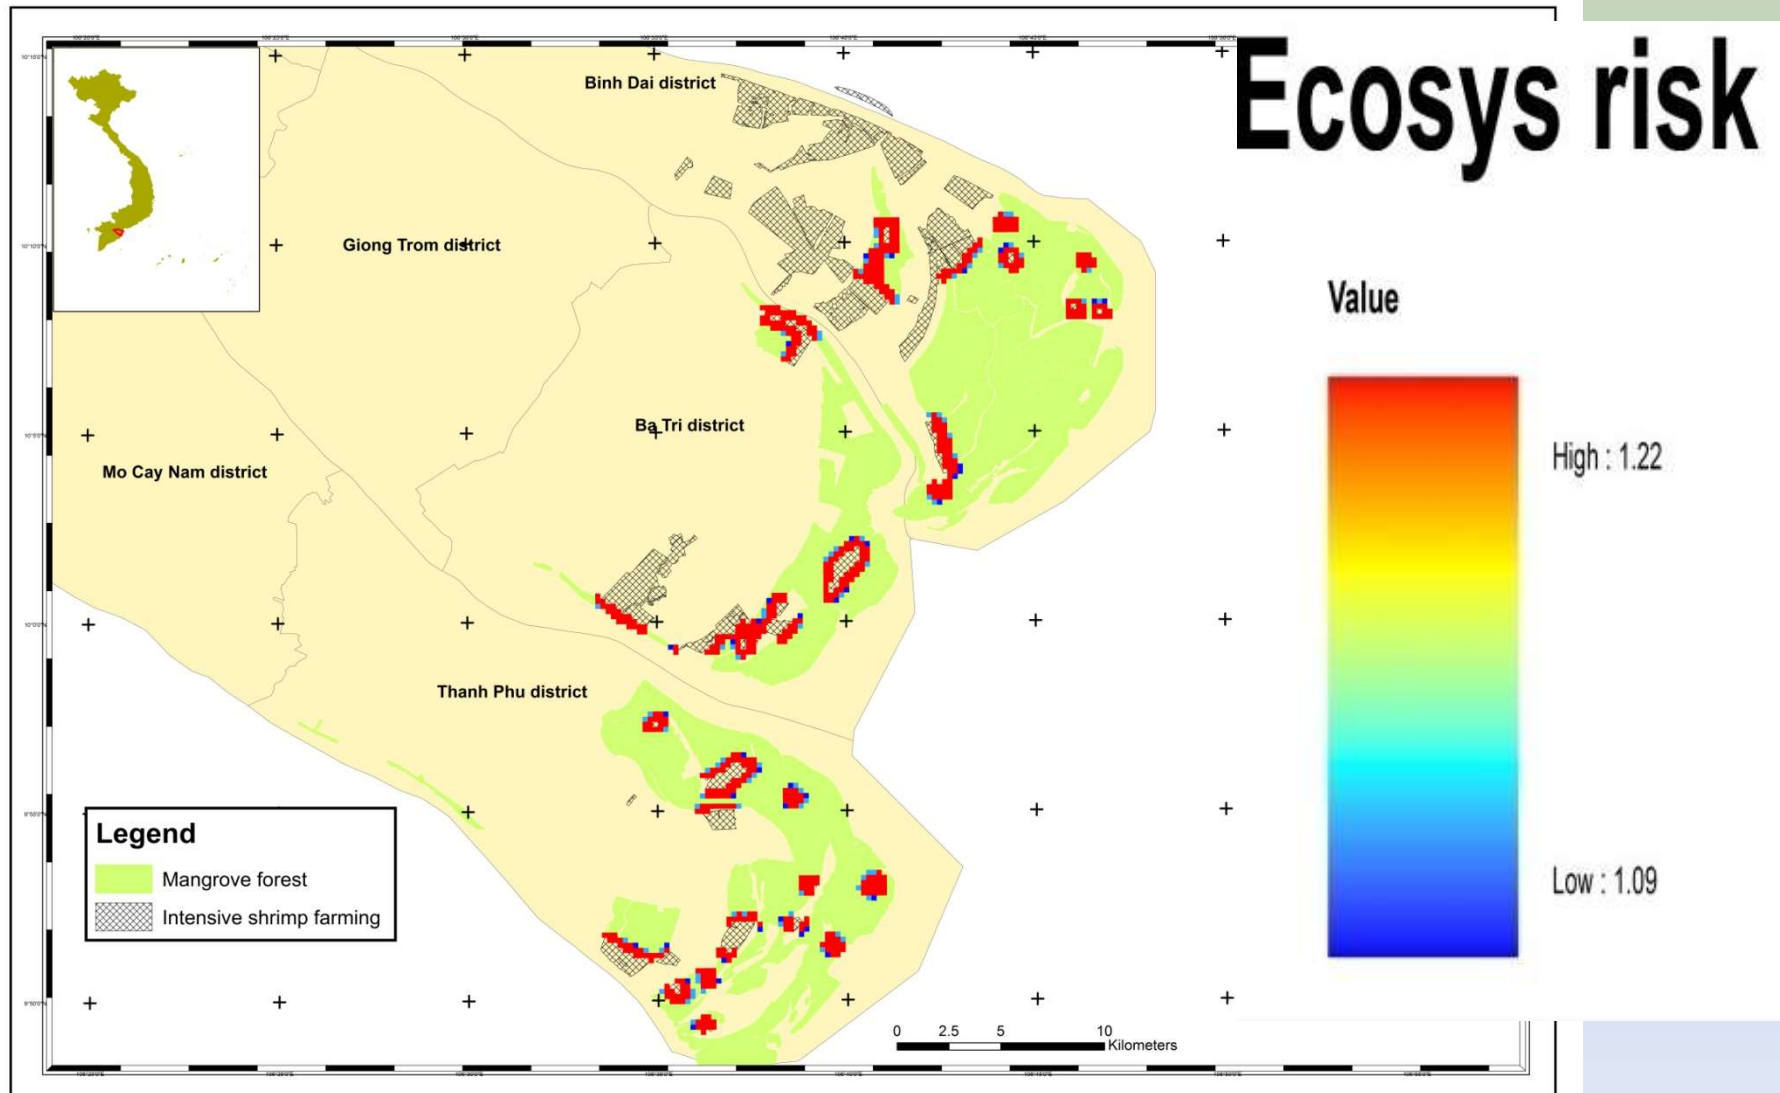 Ecosys risk
Binh Dai district
Giong Trom district
Ba Tri district
Mo Cay Nam district
Thanh Phu district
Value
High : 1.22
Low : 1.09
Legend
Mangrove forest
Intensive shrimp farming
0 2.5 5 10
Kilometers